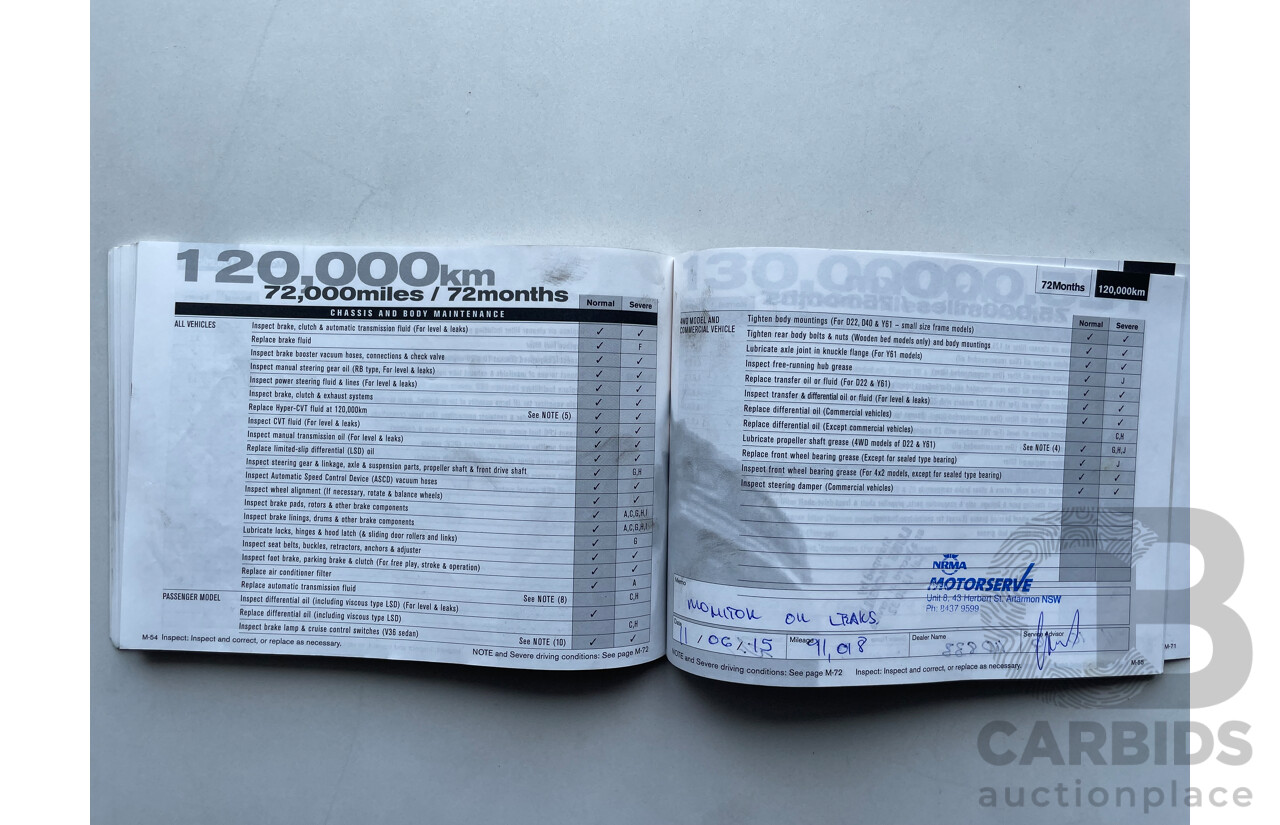 120,000km
72,000miles / 72months
CHASSIS AND BODY MAINTENANCE
Normal Severe
ALL VEHICLES
Inspect brake, clutch & automatic transmission fluid (For level & leaks) ✓ ✓
Replace brake fluid ✓ F
Inspect brake booster vacuum hoses, connections & check valve ✓ ✓
Inspect manual steering gear oil (RB type, For level & leaks) ✓ ✓
Inspect power steering fluid & lines (For level & leaks) ✓ ✓
Inspect brake, clutch & exhaust systems ✓ ✓
Replace Hyper-CVT fluid at 120,000km See NOTE (5) ✓ ✓
Inspect CVT fluid (For level & leaks) ✓ ✓
Inspect manual transmission oil (For level & leaks) ✓ ✓
Replace limited-slip differential (LSD) oil ✓ ✓
Inspect steering gear & linkage, axle & suspension parts, propeller shaft & front drive shaft ✓ G,H
Inspect Automatic Speed Control Device (ASCD) vacuum hoses ✓ ✓
Inspect wheel alignment (If necessary, rotate & balance wheels) ✓ ✓
Inspect brake pads, rotors & other brake components ✓ A,C,G,H,I
Inspect brake linings, drums & other brake components ✓ A,C,G,H,I
Lubricate locks, hinges & hood latch (& sliding door rollers and links) ✓ G
Inspect seat belts, buckles, retractors, anchors & adjuster ✓ ✓
Inspect foot brake, parking brake & clutch (For free play, stroke & operation) ✓ ✓
Replace air conditioner filter ✓ A
Replace automatic transmission fluid See NOTE (8) C,H
PASSENGER MODEL
Inspect differential oil (including viscous type LSD) (For level & leaks) ✓
Replace differential oil (including viscous type LSD) C,H
Inspect brake lamp & cruise control switches (V36 sedan) See NOTE (10) ✓ ✓
M-64 Inspect: Inspect and correct, or replace as necessary.
NOTE and Severe driving conditions: See page M-72
72Months 120,000km
Normal Severe
4WD MODEL AND
COMMERCIAL VEHICLE
Tighten body mountings (For D22, D40 & Y61 – small size frame models) ✓ ✓
Tighten rear body bolts & nuts (Wooden bed models only) and body mountings ✓ ✓
Lubricate axle joint in knuckle flange (For Y61 models) ✓ ✓
Inspect free-running hub grease ✓ J
Replace transfer oil or fluid (For D22 & Y61) ✓ ✓
Inspect transfer & differential oil or fluid (For level & leaks) ✓ ✓
Replace differential oil (Commercial vehicles) ✓ ✓
Replace differential oil (Except commercial vehicles) C,H
Lubricate propeller shaft grease (4WD models of D22 & Y61) See NOTE (4) ✓ G,H,J
Replace front wheel bearing grease (Except for sealed type bearing) ✓ J
Inspect front wheel bearing grease (For 4x2 models, except for sealed type bearing) ✓ ✓
Inspect steering damper (Commercial vehicles) ✓ ✓
NRMA
MOTORSERVE
Unit 8, 43 Herbert St, Artarmon NSW
Ph: 8437 9599
Memo
MONITOR OIL LEAKS
Date 11/06/15 Mileage 91,018 Dealer Name Service Advisor
NOTE and Severe driving conditions: See page M-72 Inspect: Inspect and correct, or replace as necessary.
M-65
M-71
B
CARBIDS
auctionplace